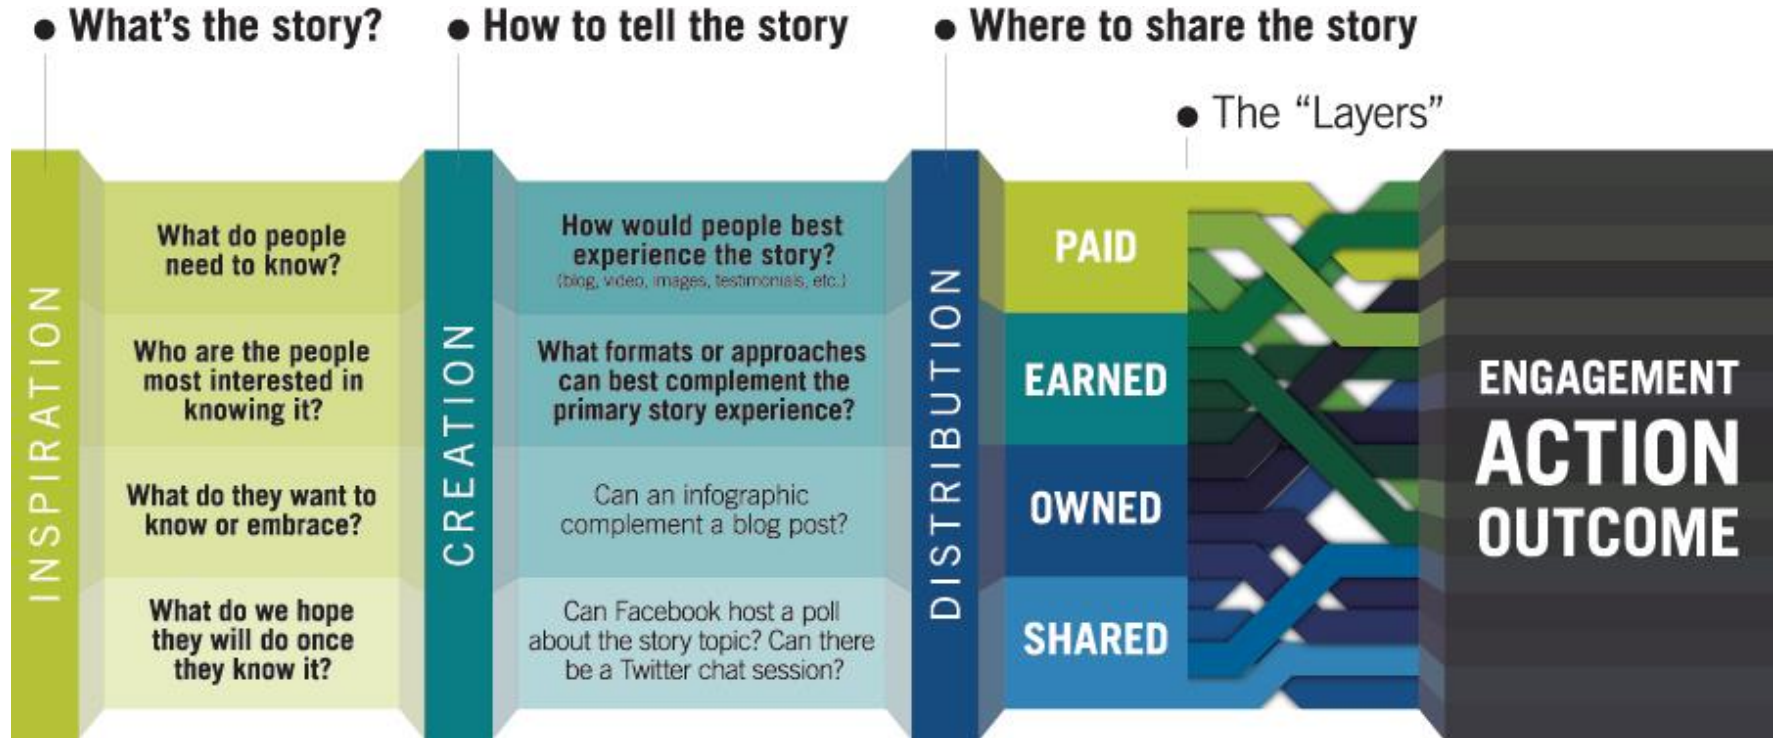 ● What's the story?
● How to tell the story
● Where to share the story
● The “Layers”
INSPIRATION
What do people
need to know?
Who are the people
most interested in
knowing it?
What do they want to
know or embrace?
What do we hope
they will do once
they know it?
CREATION
How would people best
experience the story?
(blog, video, images, testimonials, etc.)
What formats or approaches
can best complement the
primary story experience?
Can an infographic
complement a blog post?
Can Facebook host a poll
about the story topic? Can there
be a Twitter chat session?
DISTRIBUTION
PAID
EARNED
OWNED
SHARED
ENGAGEMENT
ACTION
OUTCOME